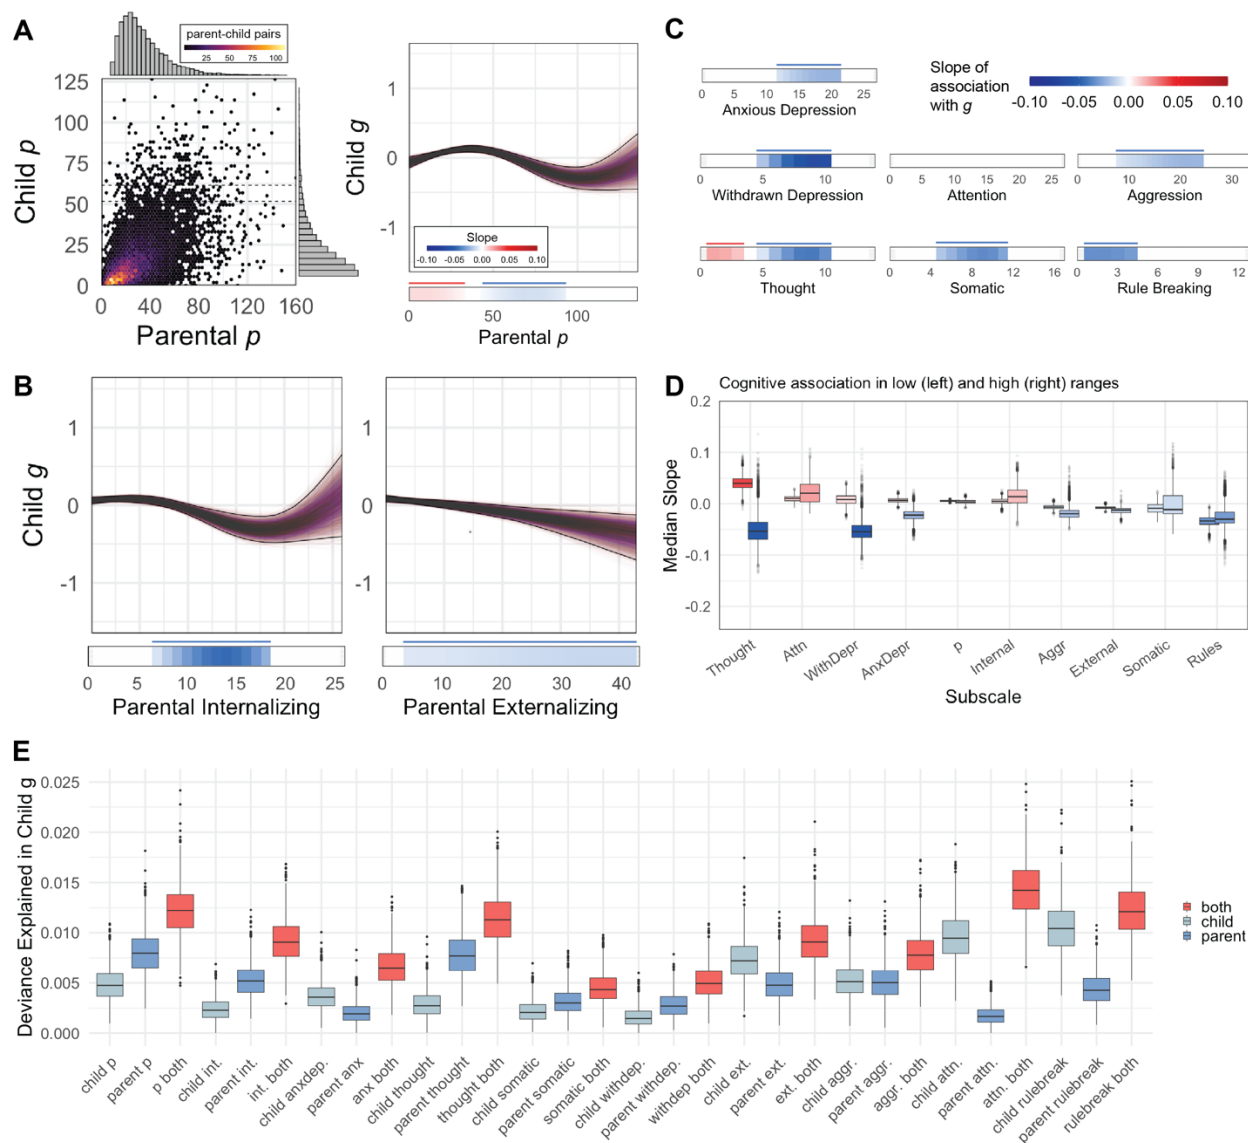 A
parent-child pairs
25 50 75 100
125
100
75
50
25
0
Child p
0 40 80 120 160
Parental p
1
0
-1
Child g
Slope
-0.10 -0.05 0.00 0.05 0.10
0 50 100
Parental p
B
1
0
-1
Child g
0 5 10 15 20 25
Parental Internalizing
1
0
-1
0 10 20 30 40
Parental Externalizing
C
0 5 10 15 20 25
Anxious Depression
Slope of
association
with g
-0.10 -0.05 0.00 0.05 0.10
0 5 10
Withdrawn Depression
0 5 10 15 20 25
Attention
0 10 20 30
Aggression
0 5 10
Thought
0 4 8 12 16
Somatic
0 3 6 9 12
Rule Breaking
D
Cognitive association in low (left) and high (right) ranges
0.2
0.1
0.0
-0.1
-0.2
Median Slope
Thought
Attn
WithDepr
AnxDepr
p
Internal
Aggr
External
Somatic
Rules
Subscale
E
0.025
0.020
0.015
0.010
0.005
0.000
Deviance Explained in Child g
child p
parent p
p both
child int.
parent int.
int. both
child anxdep.
parent anx
anx both
child thought
parent thought
thought both
child somatic
parent somatic
somatic both
child withdep.
parent withdep.
withdep both
child ext.
parent ext.
ext. both
child aggr.
parent aggr.
aggr. both
child attn.
parent attn.
attn. both
child rulebreak
parent rulebreak
rulebreak both
both
child
parent